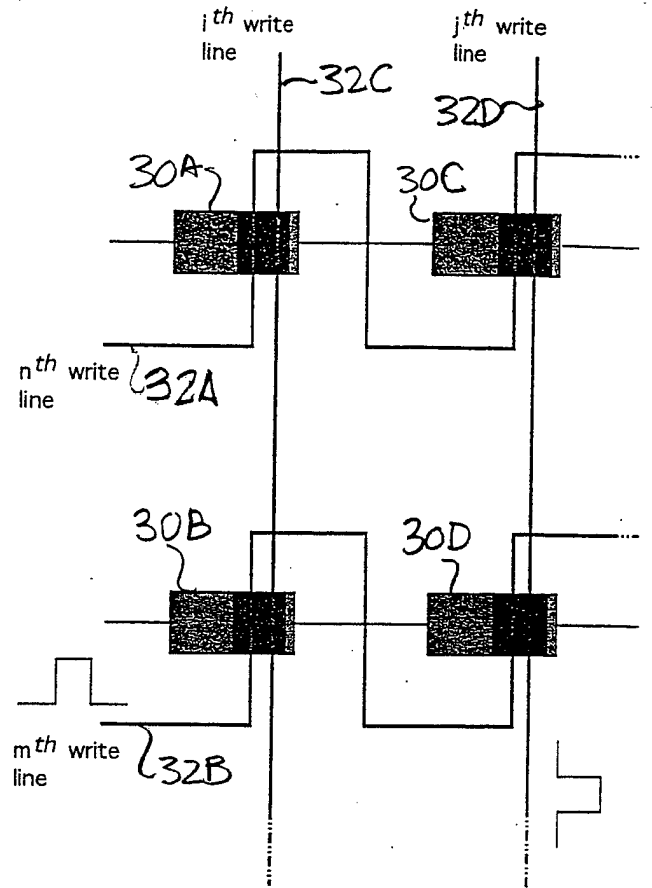 i th write
line
j th write
line
32C
32D
30A
30C
n th write
line
32A
30B
30D
m th write
line
32B